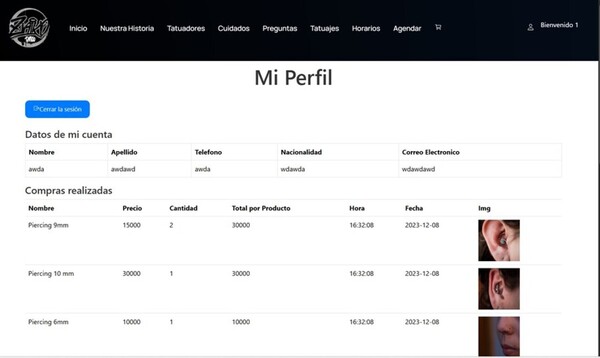 Inicio Nuestra Historia Tatuadores Cuidados Preguntas Tatuajes Horarios Agendar Bienvenido 1
Mi Perfil
Cerrar la sesión
Datos de mi cuenta
Nombre Apellido Telefono Nacionalidad Correo Electronico
awda awdawd awda wdawda wdawdawd
Compras realizadas
Nombre Precio Cantidad Total por Producto Hora Fecha Img
Piercing 9mm 15000 2 30000 16:32:08 2023-12-08
Piercing 10 mm 30000 1 30000 16:32:08 2023-12-08
Piercing 6mm 10000 1 10000 16:32:08 2023-12-08